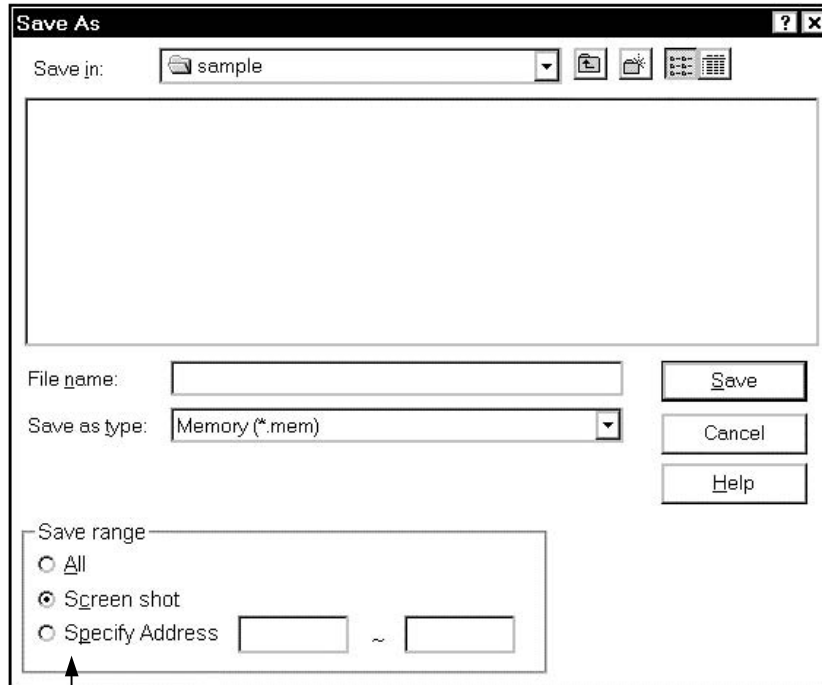 Save As
Save in: sample
File name:
Save
Save as type: Memory (*.mem)
Cancel
Help
Save range
All
Screen shot
Specify Address ~